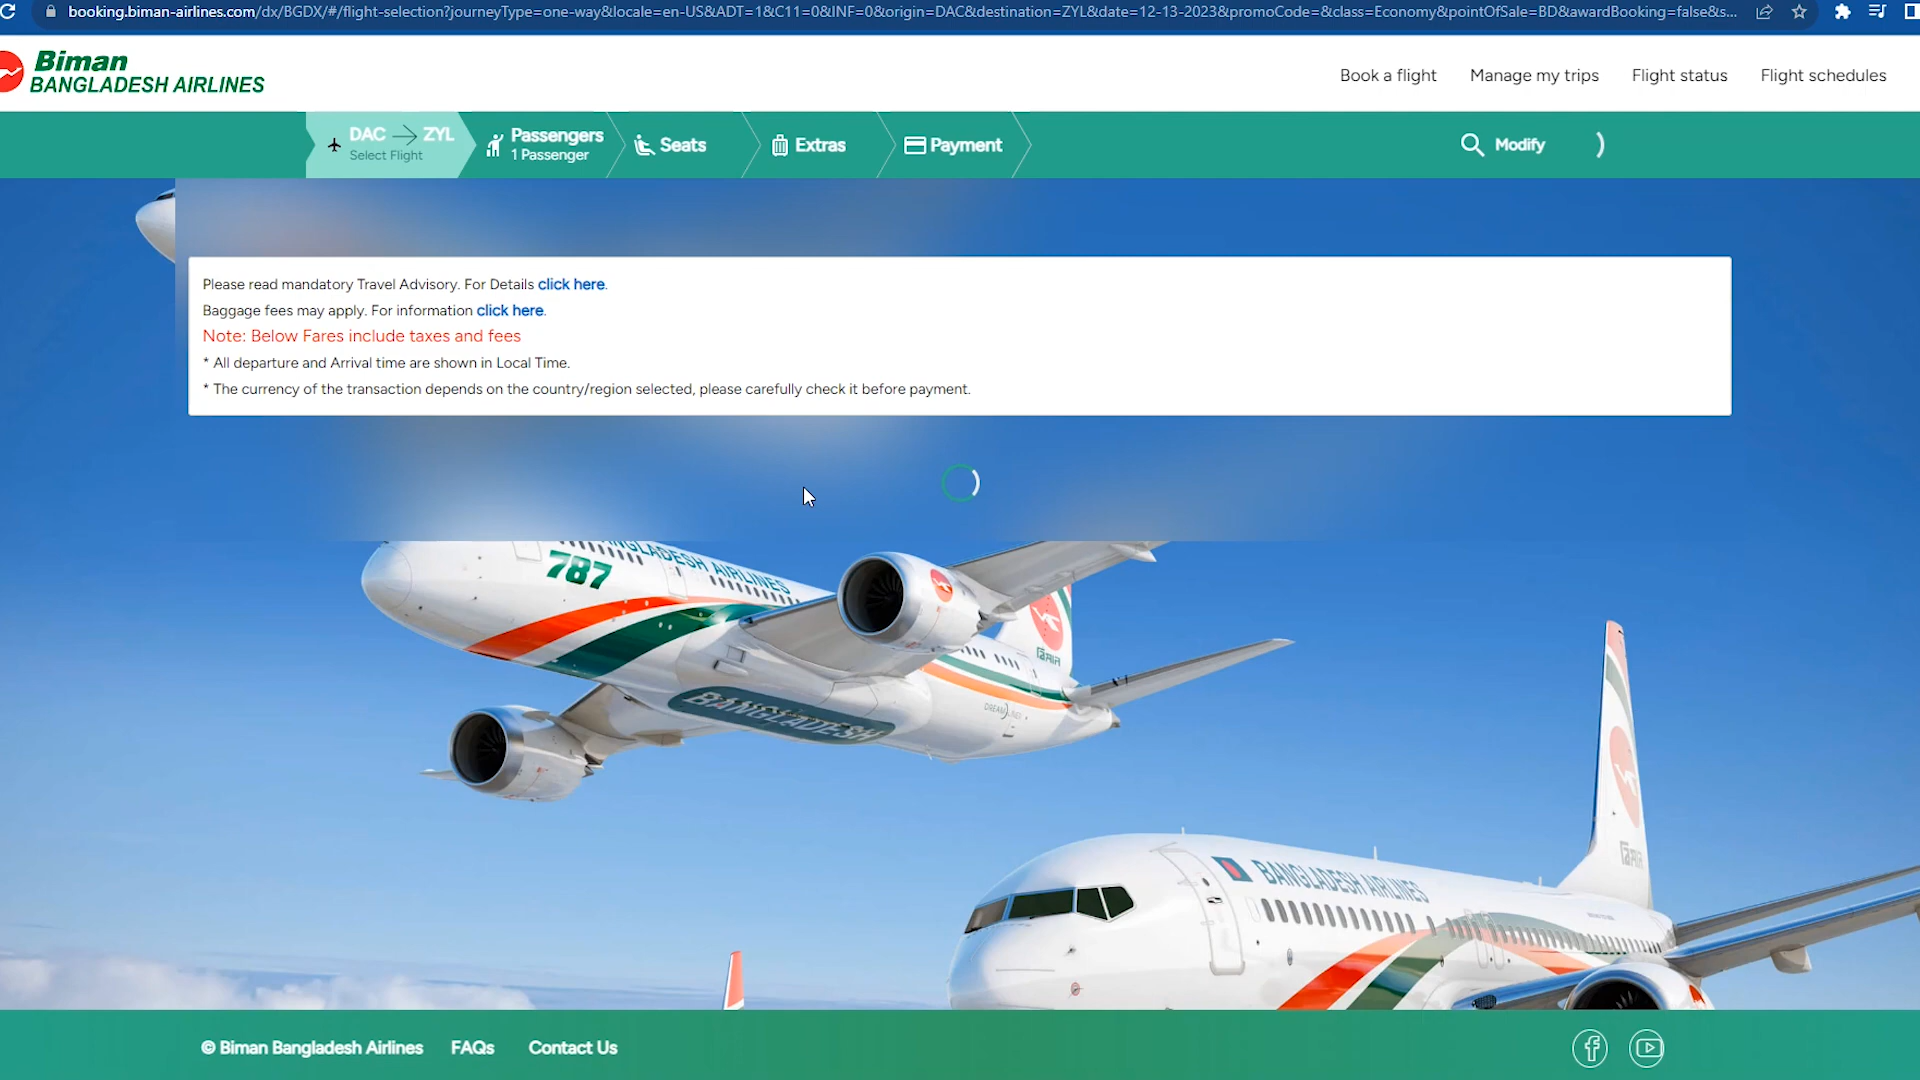 booking.biman-airlines.com/dx/BGDX/#/flight-selection?journeyType=one-way&locale=en-US&ADT=1&C11=0&INF=0&origin=DAC&destination=ZYL&date=12-13-2023&promoCode=&class=Economy&pointOfSale=BD&awardBooking=false&s...
Biman
BANGLADESH AIRLINES
Book a flight
Manage my trips
Flight status
Flight schedules
DAC ZYL
Select Flight
Passengers
1 Passenger
Seats
Extras
Payment
Modify
Please read mandatory Travel Advisory. For Details click here.
Baggage fees may apply. For information click here.
Note: Below Fares include taxes and fees
* All departure and Arrival time are shown in Local Time.
* The currency of the transaction depends on the country/region selected, please carefully check it before payment.
BANGLADESH AIRLINES
787
BANGLADESH
BANGLADESH AIRLINES
© Biman Bangladesh Airlines
FAQs
Contact Us